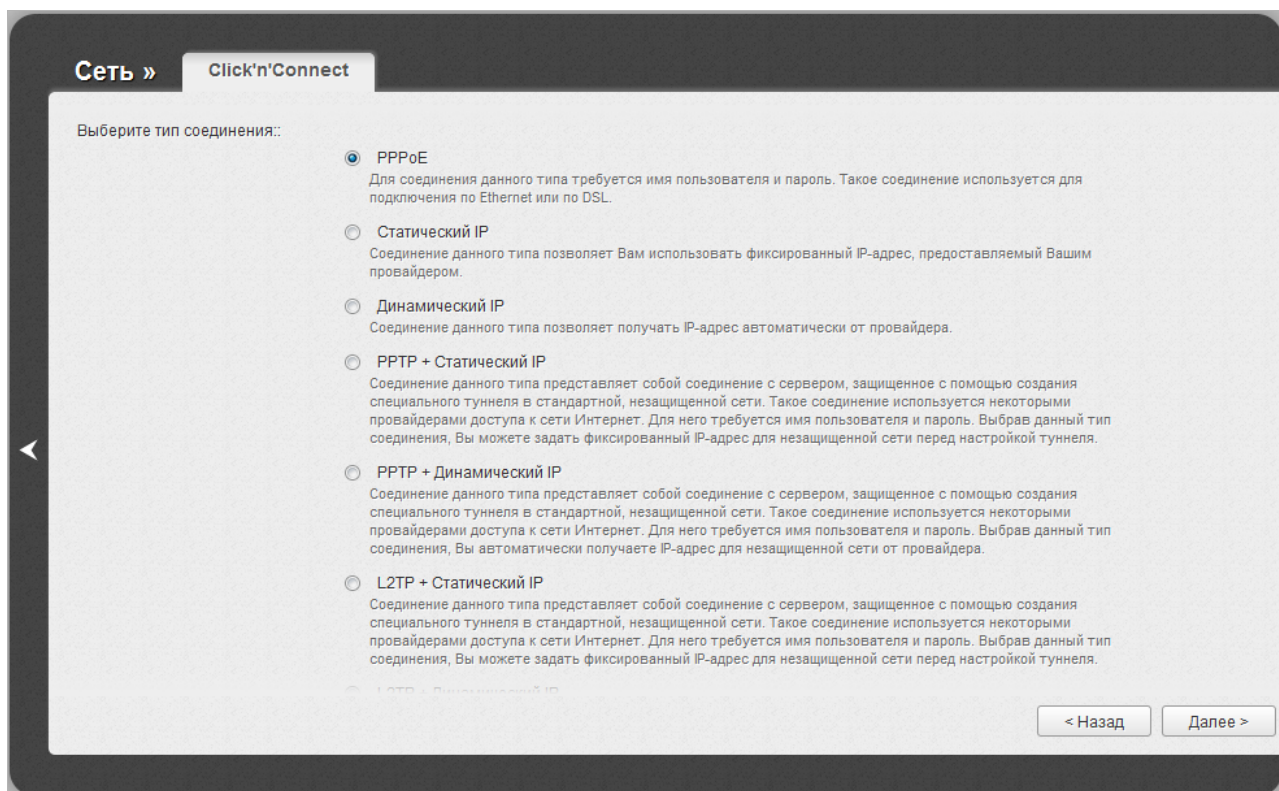 Сеть »
Click'n'Connect
Выберите тип соединения::
PPPoE
Для соединения данного типа требуется имя пользователя и пароль. Такое соединение используется для
подключения по Ethernet или по DSL.
Статический IP
Соединение данного типа позволяет Вам использовать фиксированный IP-адрес, предоставляемый Вашим
провайдером.
Динамический IP
Соединение данного типа позволяет получать IP-адрес автоматически от провайдера.
PPTP + Статический IP
Соединение данного типа представляет собой соединение с сервером, защищенное с помощью создания
специального туннеля в стандартной, незащищенной сети. Такое соединение используется некоторыми
провайдерами доступа к сети Интернет. Для него требуется имя пользователя и пароль. Выбрав данный тип
соединения, Вы можете задать фиксированный IP-адрес для незащищенной сети перед настройкой туннеля.
PPTP + Динамический IP
Соединение данного типа представляет собой соединение с сервером, защищенное с помощью создания
специального туннеля в стандартной, незащищенной сети. Такое соединение используется некоторыми
провайдерами доступа к сети Интернет. Для него требуется имя пользователя и пароль. Выбрав данный тип
соединения, Вы автоматически получаете IP-адрес для незащищенной сети от провайдера.
L2TP + Статический IP
Соединение данного типа представляет собой соединение с сервером, защищенное с помощью создания
специального туннеля в стандартной, незащищенной сети. Такое соединение используется некоторыми
провайдерами доступа к сети Интернет. Для него требуется имя пользователя и пароль. Выбрав данный тип
соединения, Вы можете задать фиксированный IP-адрес для незащищенной сети перед настройкой туннеля.
L2TP + Динамический IP
< Назад
Далее >